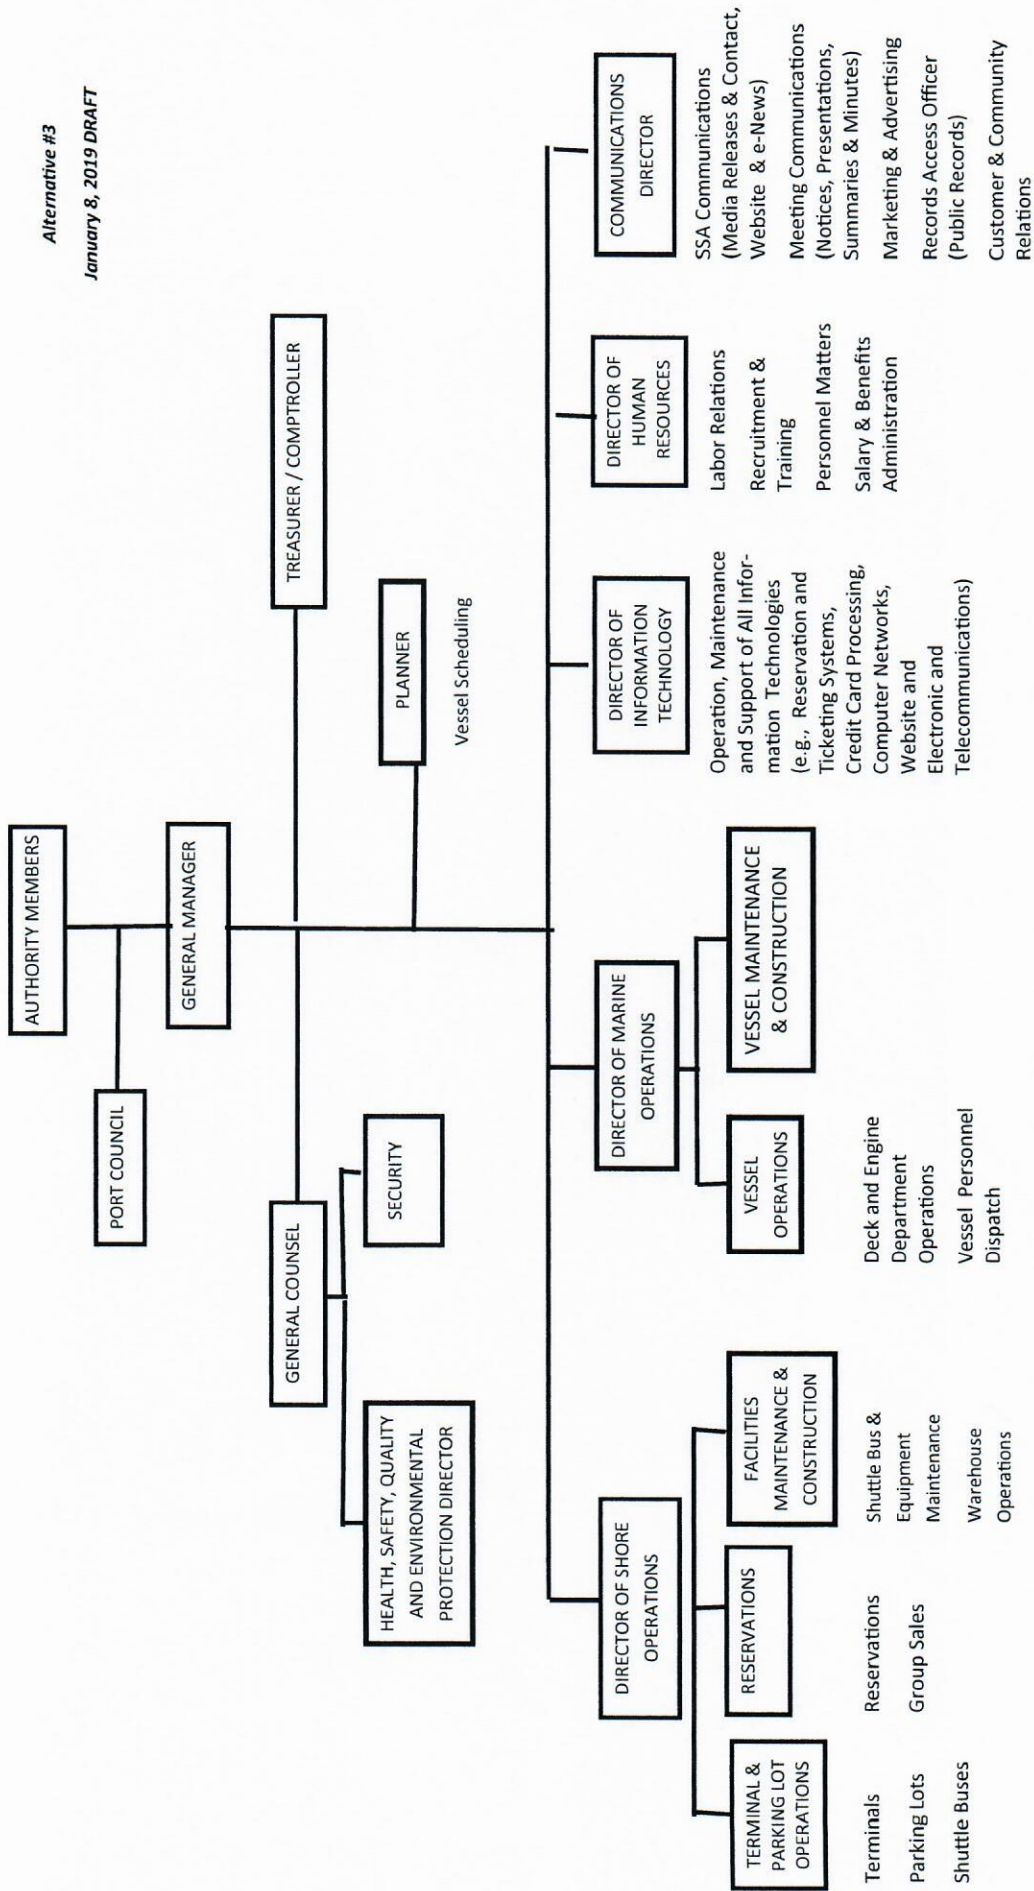 Alternative #3
January 8, 2019 DRAFT
AUTHORITY MEMBERS
PORT COUNCIL
GENERAL MANAGER
GENERAL COUNSEL
TREASURER / COMPTROLLER
HEALTH, SAFETY, QUALITY
AND ENVIRONMENTAL
PROTECTION DIRECTOR
SECURITY
PLANNER
Vessel Scheduling
DIRECTOR OF SHORE
OPERATIONS
TERMINAL &
PARKING LOT
OPERATIONS
Terminals
Parking Lots
Shuttle Buses
RESERVATIONS
Reservations
Group Sales
FACILITIES
MAINTENANCE &
CONSTRUCTION
Shuttle Bus &
Equipment
Maintenance
Warehouse
Operations
DIRECTOR OF MARINE
OPERATIONS
VESSEL
OPERATIONS
Deck and Engine
Department
Operations
Vessel Personnel
Dispatch
VESSEL MAINTENANCE
& CONSTRUCTION
DIRECTOR OF
INFORMATION
TECHNOLOGY
Operation, Maintenance
and Support of All Infor-
mation Technologies
(e.g., Reservation and
Ticketing Systems,
Credit Card Processing,
Computer Networks,
Website and
Electronic and
Telecommunications)
DIRECTOR OF
HUMAN
RESOURCES
Labor Relations
Recruitment &
Training
Personnel Matters
Salary & Benefits
Administration
COMMUNICATIONS
DIRECTOR
SSA Communications
(Media Releases & Contact,
Website & e-News)
Meeting Communications
(Notices, Presentations,
Summaries & Minutes)
Marketing & Advertising
Records Access Officer
(Public Records)
Customer & Community
Relations